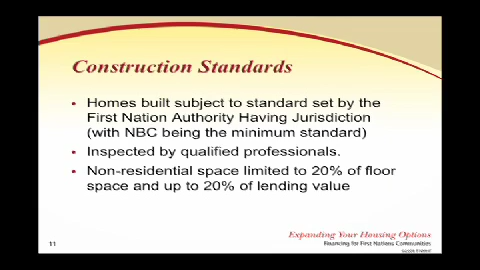 Construction Standards
• Homes built subject to standard set by the
First Nation Authority Having Jurisdiction
(with NBC being the minimum standard)
• Inspected by qualified professionals.
• Non-residential space limited to 20% of floor
space and up to 20% of lending value
Expanding Your Housing Options
11
Financing for First Nations Communities